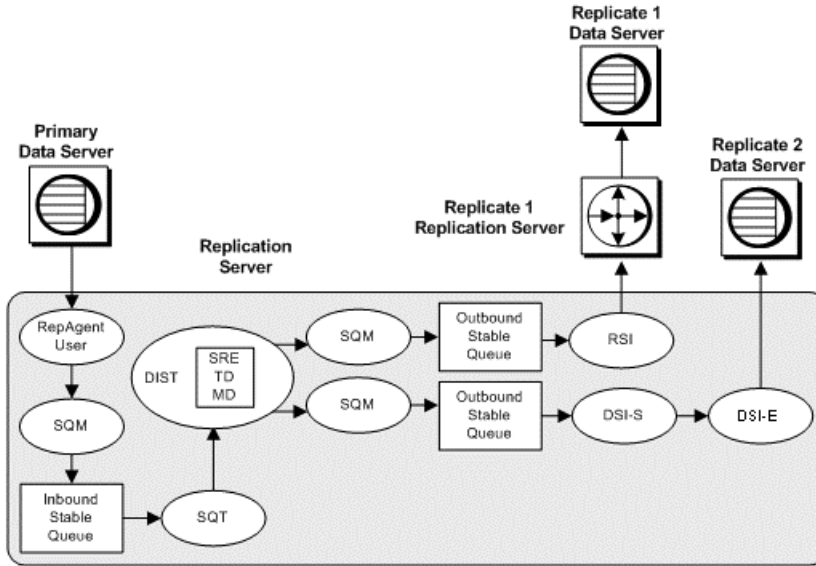 Replicate 1
Data Server
Primary
Data Server
Replicate 2
Data Server
Replicate 1
Replication Server
Replication
Server
RepAgent
User
SQM
Inbound
Stable
Queue
SQT
DIST
SRE
TD
MD
SQM
Outbound
Stable
Queue
RSI
SQM
Outbound
Stable
Queue
DSI-S
DSI-E